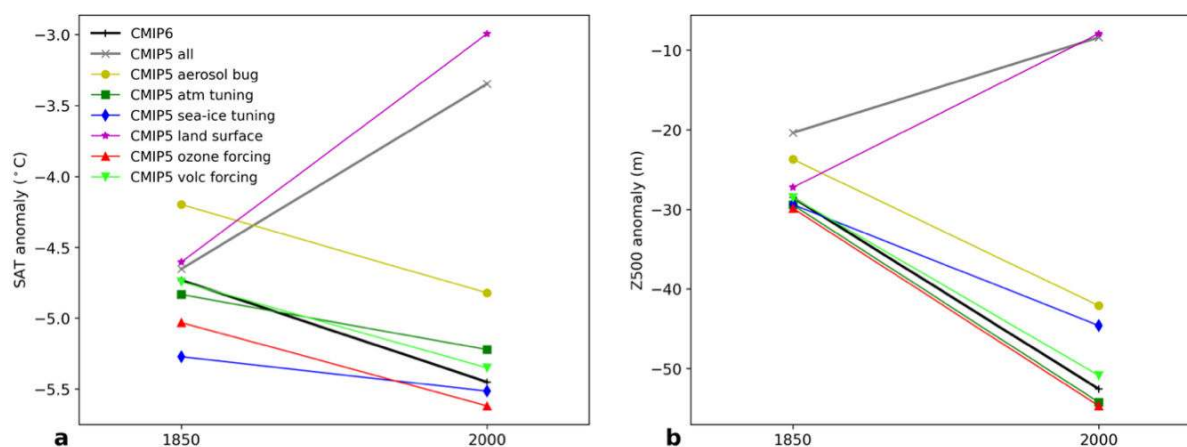 SAT anomaly (°C)
−3.0
−3.5
−4.0
−4.5
−5.0
−5.5
CMIP6
CMIP5 all
CMIP5 aerosol bug
CMIP5 atm tuning
CMIP5 sea-ice tuning
CMIP5 land surface
CMIP5 ozone forcing
CMIP5 volc forcing
a
1850
2000
Z500 anomaly (m)
−10
−20
−30
−40
−50
b
1850
2000